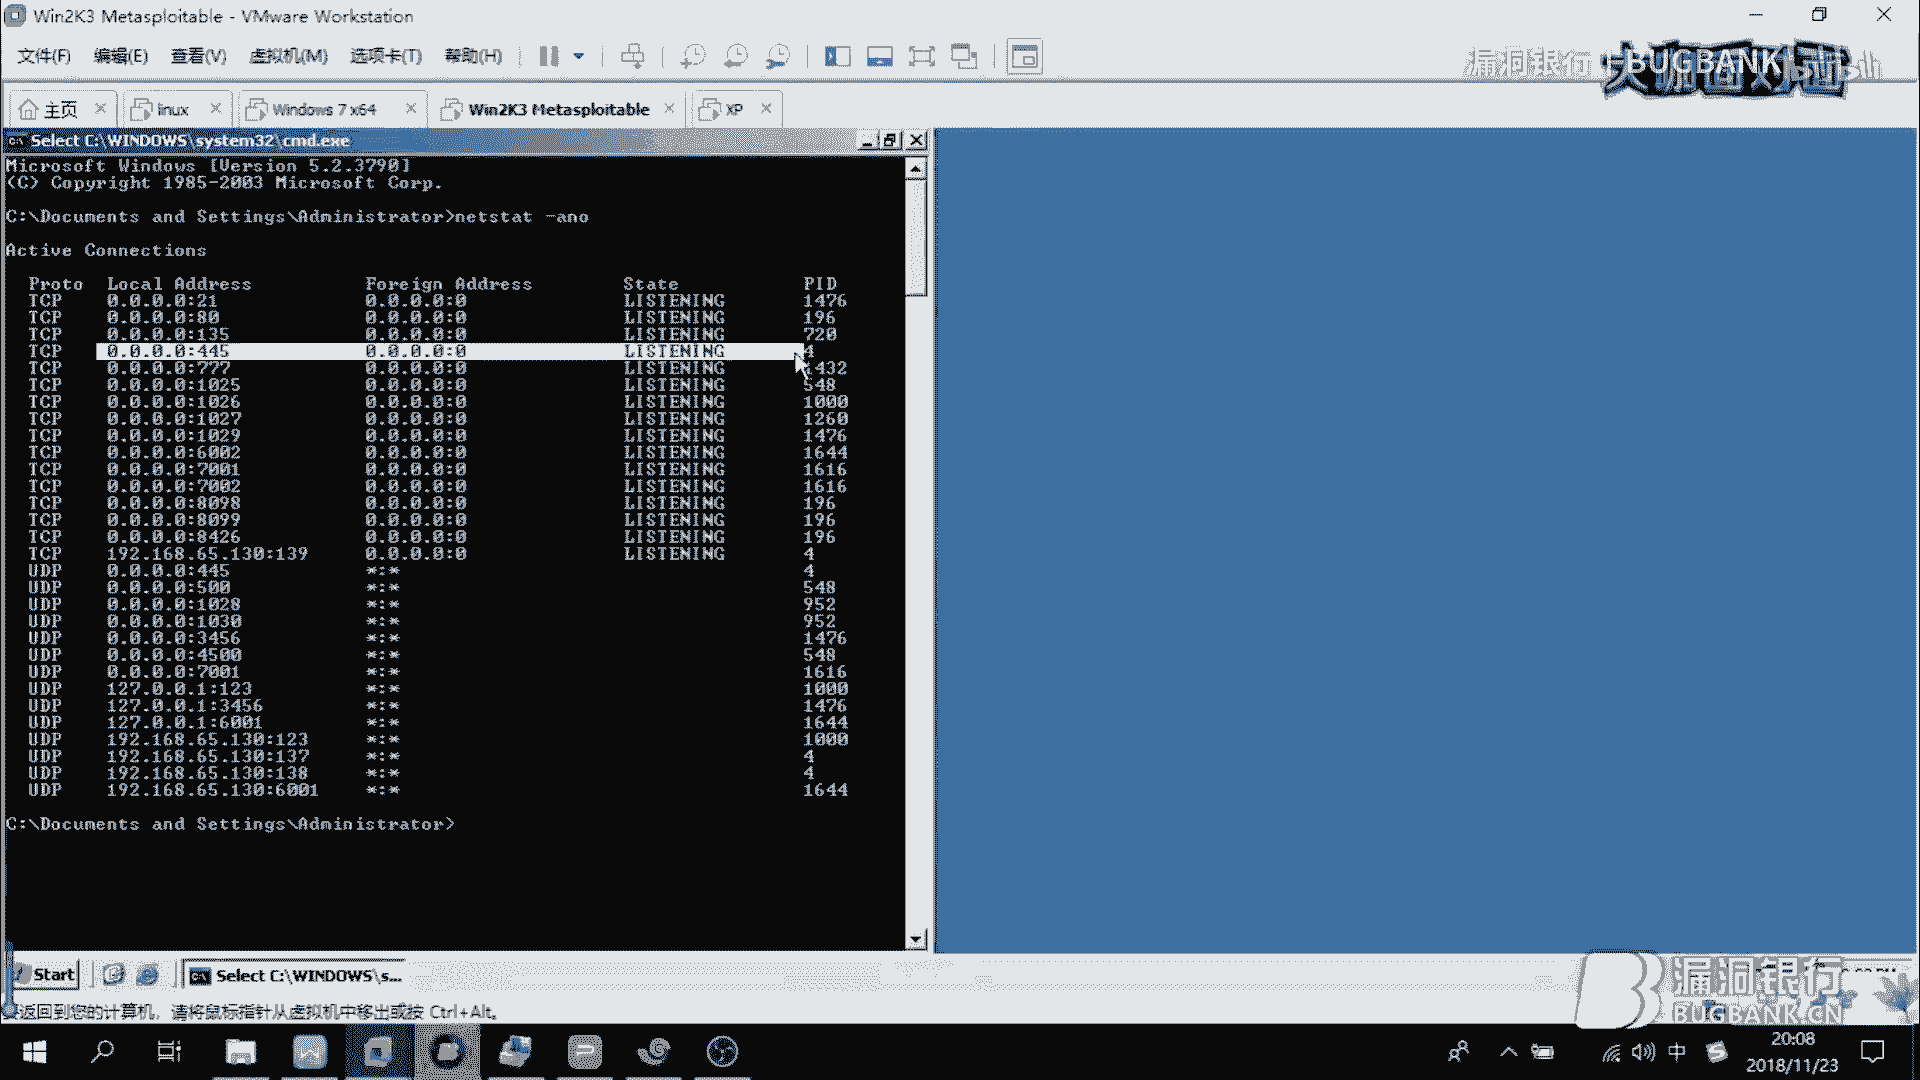 Win2K3 Metasploitable - VMware Workstation
文件(F) 编辑(E) 查看(V) 虚拟机(M) 选项卡(T) 帮助(H)
漏洞银行 BUGBANK
主页 linux Windows 7 x64 Win2K3 Metasploitable XP
Select C:\WINDOWS\system32\cmd.exe
Microsoft Windows [Version 5.2.3790]
(C) Copyright 1985-2003 Microsoft Corp.
C:\Documents and Settings\Administrator>netstat -ano
Active Connections
Proto Local Address Foreign Address State PID
TCP 0.0.0.0:21 0.0.0.0:0 LISTENING 1476
TCP 0.0.0.0:80 0.0.0.0:0 LISTENING 196
TCP 0.0.0.0:135 0.0.0.0:0 LISTENING 720
TCP 0.0.0.0:445 0.0.0.0:0 LISTENING 4
TCP 0.0.0.0:777 0.0.0.0:0 LISTENING 1432
TCP 0.0.0.0:1025 0.0.0.0:0 LISTENING 548
TCP 0.0.0.0:1026 0.0.0.0:0 LISTENING 1000
TCP 0.0.0.0:1027 0.0.0.0:0 LISTENING 1260
TCP 0.0.0.0:1029 0.0.0.0:0 LISTENING 1476
TCP 0.0.0.0:6002 0.0.0.0:0 LISTENING 1644
TCP 0.0.0.0:7001 0.0.0.0:0 LISTENING 1616
TCP 0.0.0.0:7002 0.0.0.0:0 LISTENING 1616
TCP 0.0.0.0:8098 0.0.0.0:0 LISTENING 196
TCP 0.0.0.0:8099 0.0.0.0:0 LISTENING 196
TCP 0.0.0.0:8426 0.0.0.0:0 LISTENING 196
TCP 192.168.65.130:139 0.0.0.0:0 LISTENING 4
UDP 0.0.0.0:445 *:* 4
UDP 0.0.0.0:500 *:* 548
UDP 0.0.0.0:1028 *:* 952
UDP 0.0.0.0:1030 *:* 952
UDP 0.0.0.0:3456 *:* 1476
UDP 0.0.0.0:4500 *:* 548
UDP 0.0.0.0:7001 *:* 1616
UDP 127.0.0.1:123 *:* 1000
UDP 127.0.0.1:3456 *:* 1476
UDP 127.0.0.1:6001 *:* 1644
UDP 192.168.65.130:123 *:* 1000
UDP 192.168.65.130:137 *:* 4
UDP 192.168.65.130:138 *:* 4
UDP 192.168.65.130:6001 *:* 1644
C:\Documents and Settings\Administrator>
Start Select C:\WINDOWS\s...
漏洞银行
BUGBANK.CN
要返回到您的计算机，请将鼠标指针从虚拟机中移出或按 Ctrl+Alt。
中
20:08
2018/11/23